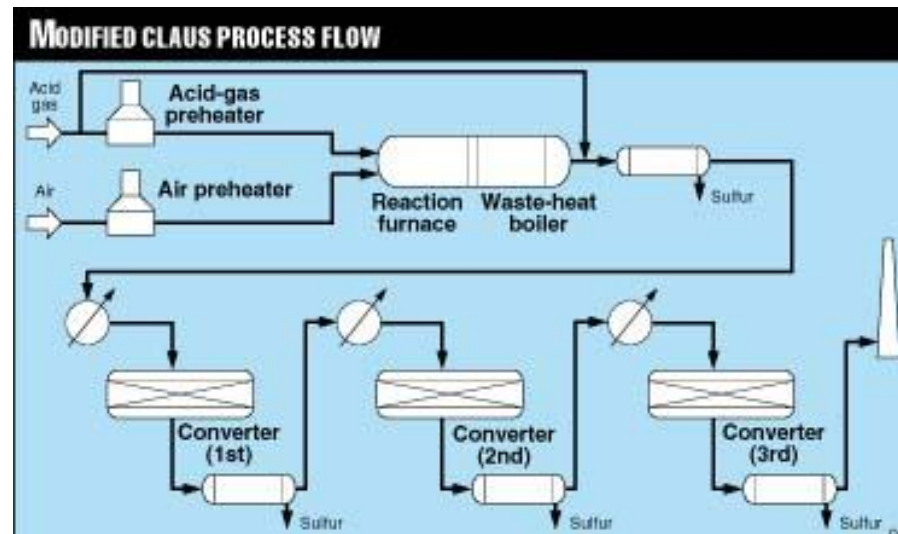 MODIFIED CLAUS PROCESS FLOW
Acid
gas
Acid-gas
preheater
Air
Air preheater
Reaction
furnace
Waste-heat
boiler
Sulfur
Converter
(1st)
Converter
(2nd)
Converter
(3rd)
Sulfur
Sulfur
Sulfur